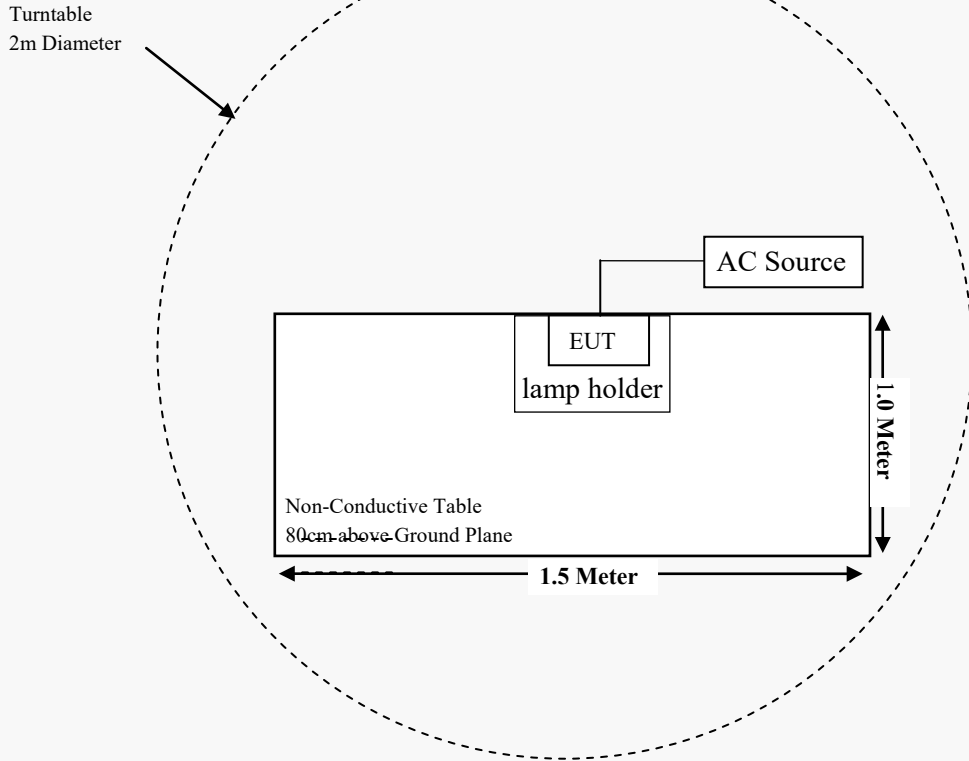 Turntable
2m Diameter
AC Source
EUT
lamp holder
1.0 Meter
Non-Conductive Table
80cm above Ground Plane
1.5 Meter